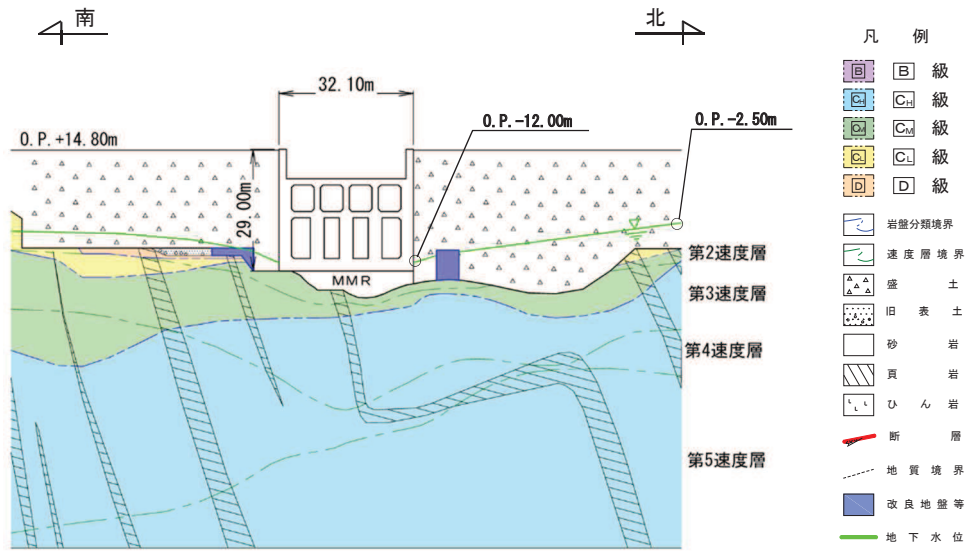 南
北
32.10m
O.P.-12.00m
O.P.-2.50m
O.P.+14.80m
29.00m
MMR
第2速度層
第3速度層
第4速度層
第5速度層
凡 例
B B 級
CH CH 級
CM CM 級
CL CL 級
D D 級
岩盤分類境界
速度層境界
盛土
旧表土
砂岩
頁岩
ひん岩
断層
地質境界
改良地盤等
地下水位